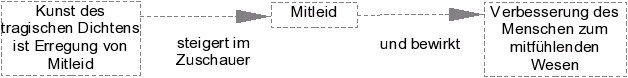 Kunst des
tragischen Dichtens
ist Erregung von
Mitleid
steigert im
Zuschauer
Mitleid
und bewirkt
Verbesserung des
Menschen zum
mitfühlenden
Wesen